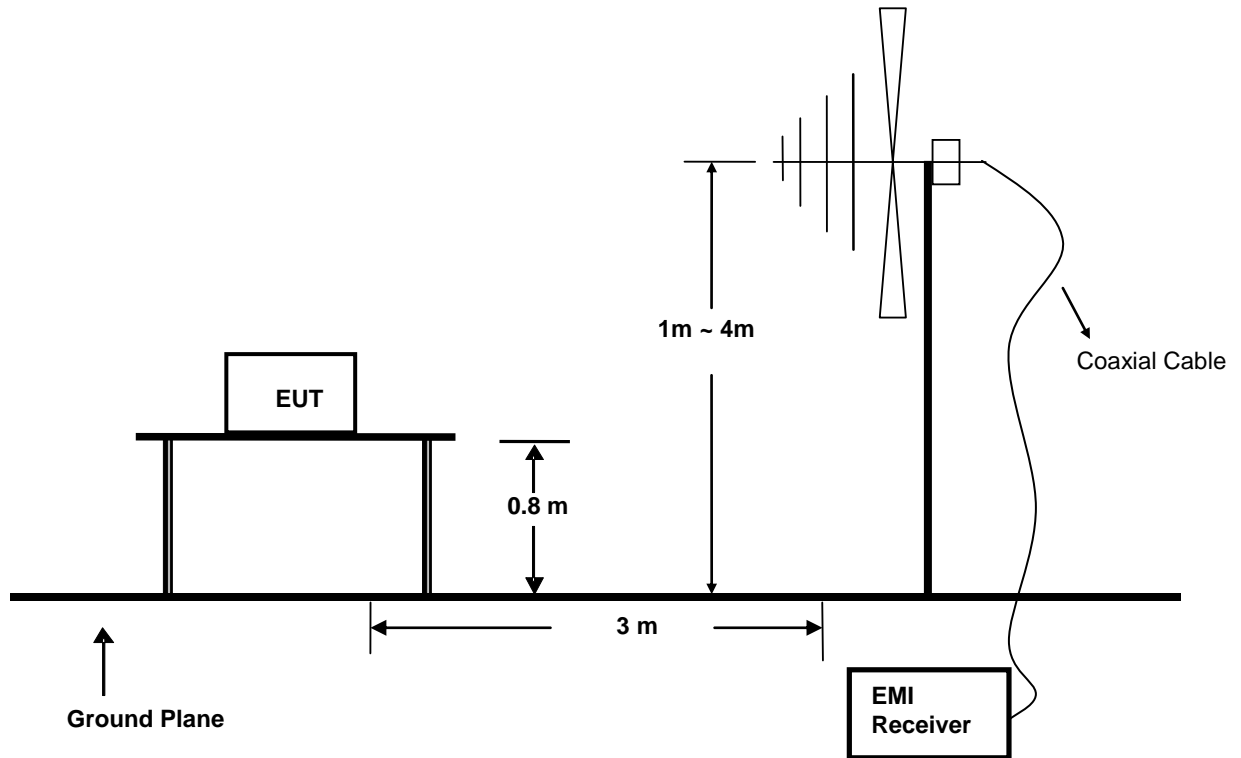 1m ~ 4m
Coaxial Cable
EUT
0.8 m
3 m
Ground Plane
EMI
Receiver